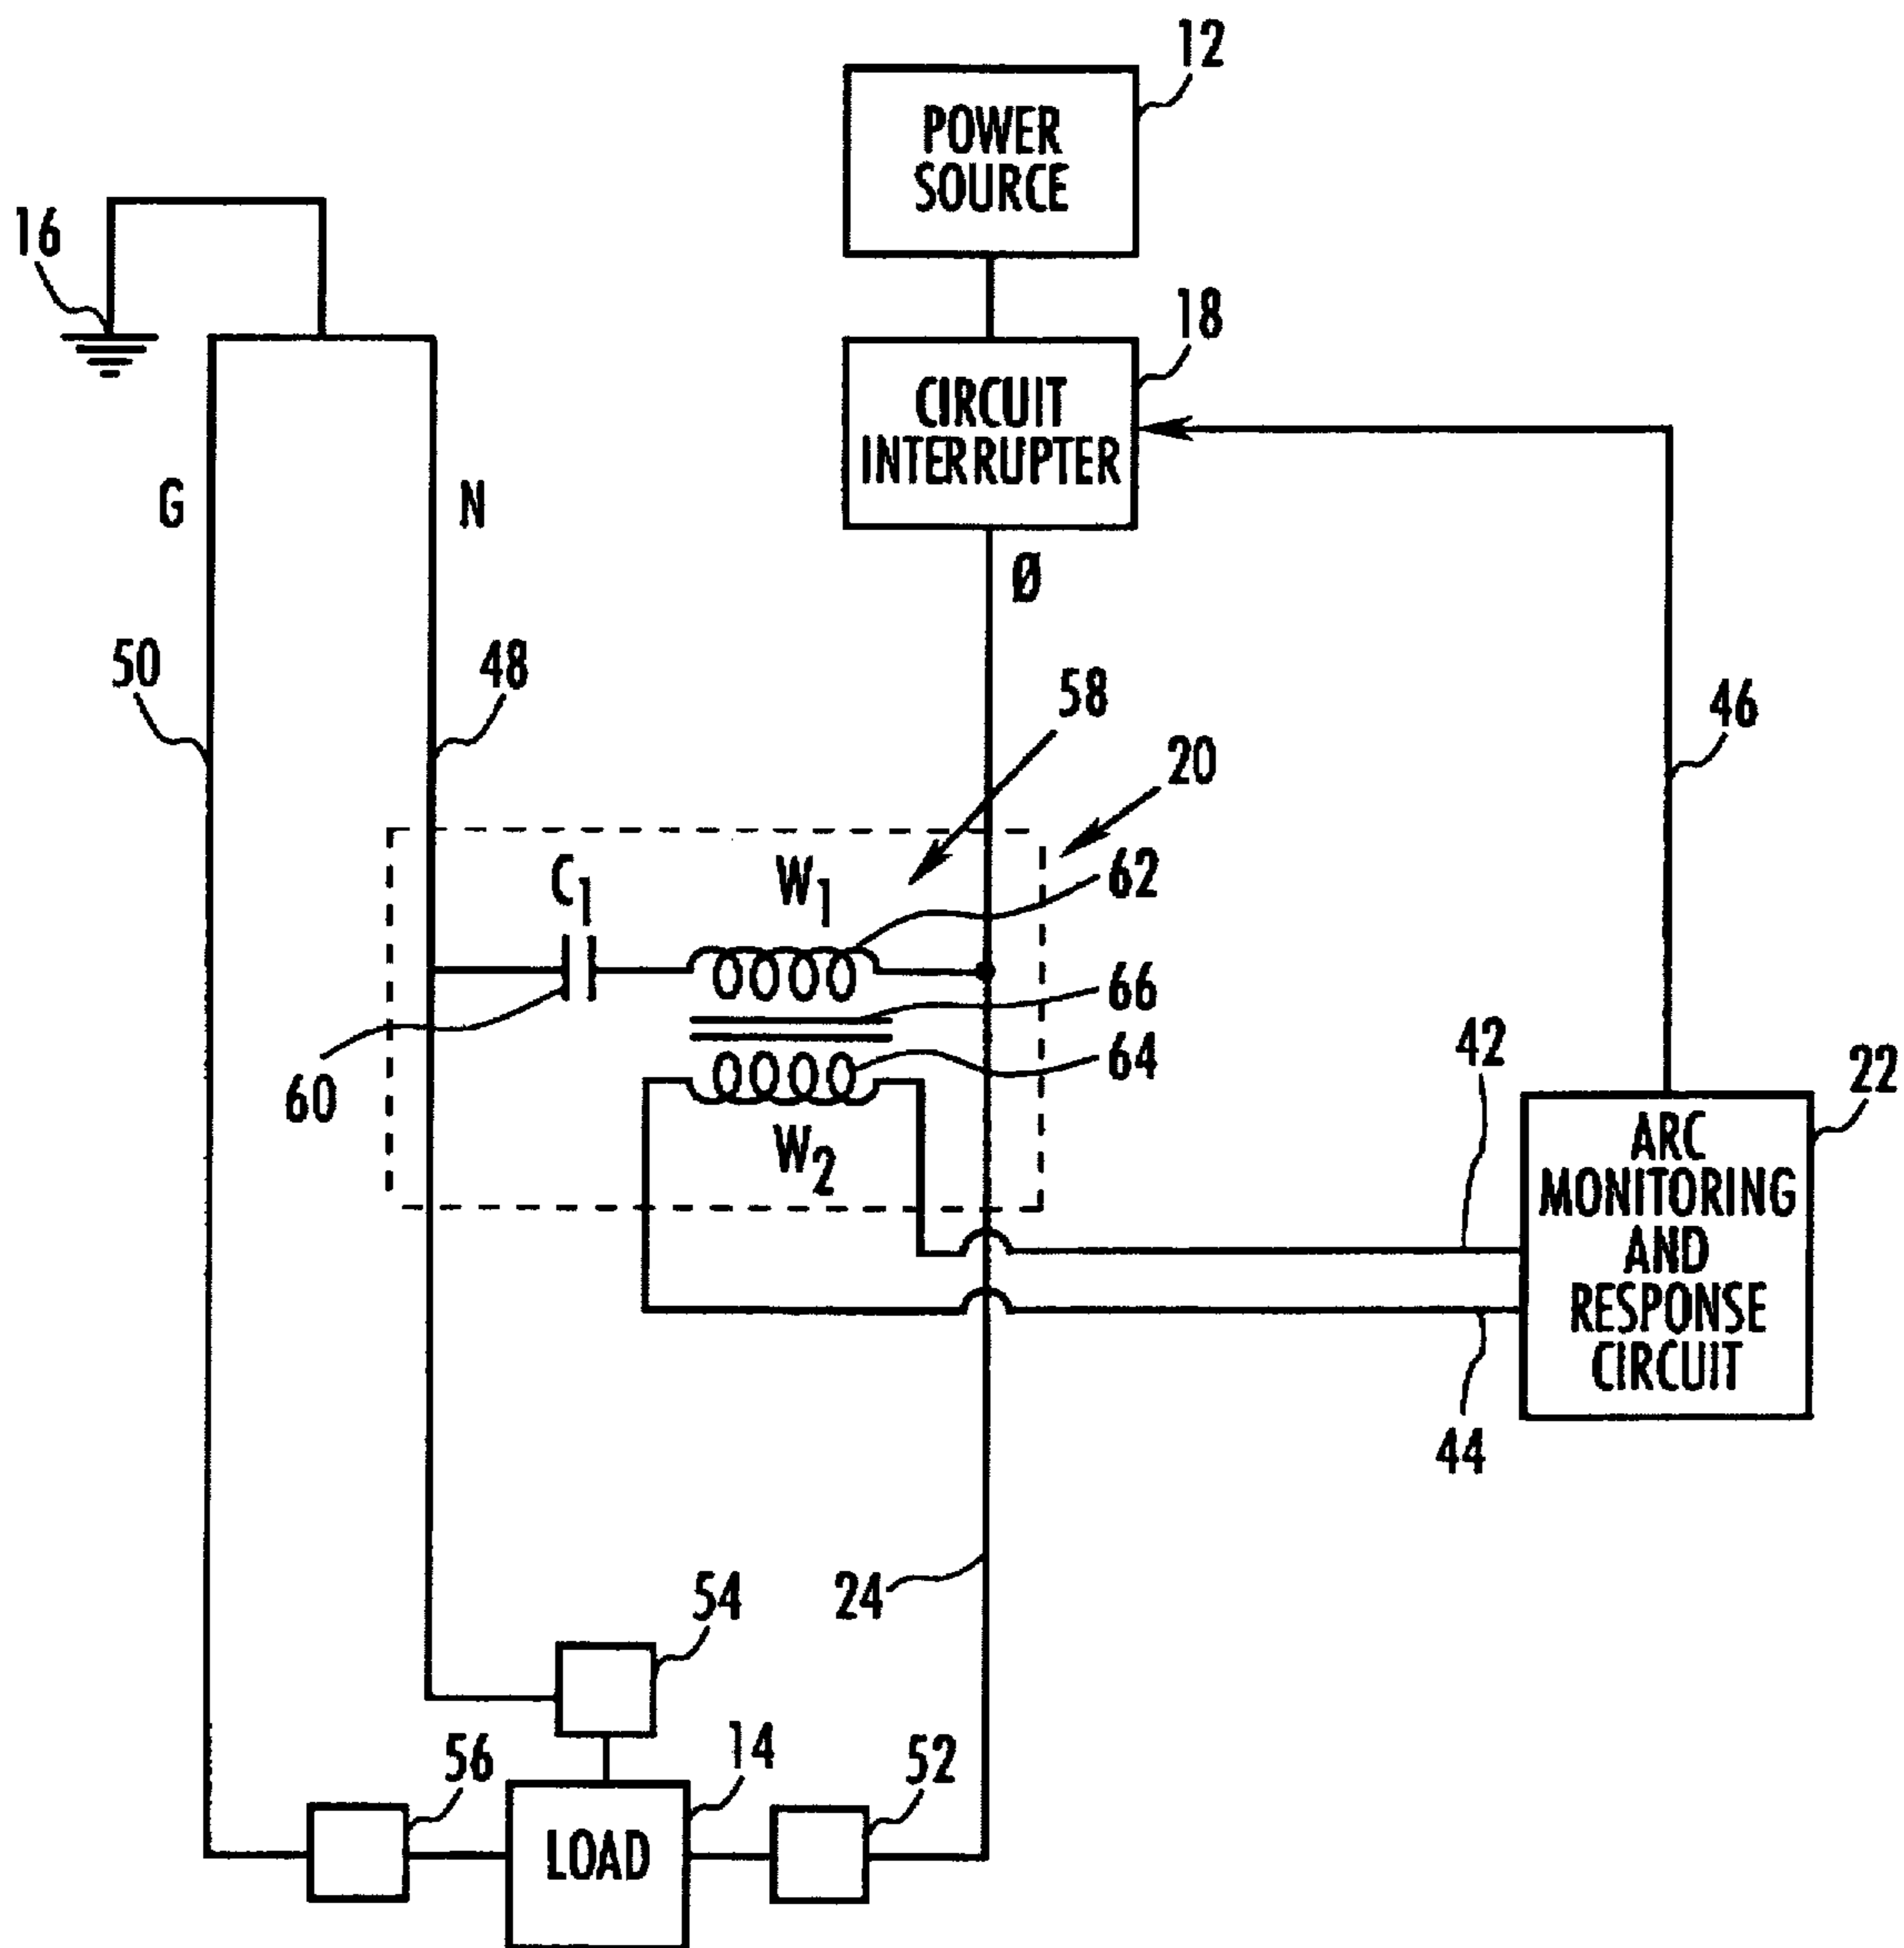 12
POWER
SOURCE
16
18
CIRCUIT
INTERRUPTER
G
N
Ø
50
48
58
46
20
C1
W1
62
66
42
60
64
22
W2
ARC
MONITORING
AND
RESPONSE
CIRCUIT
44
24
54
56
14
52
LOAD